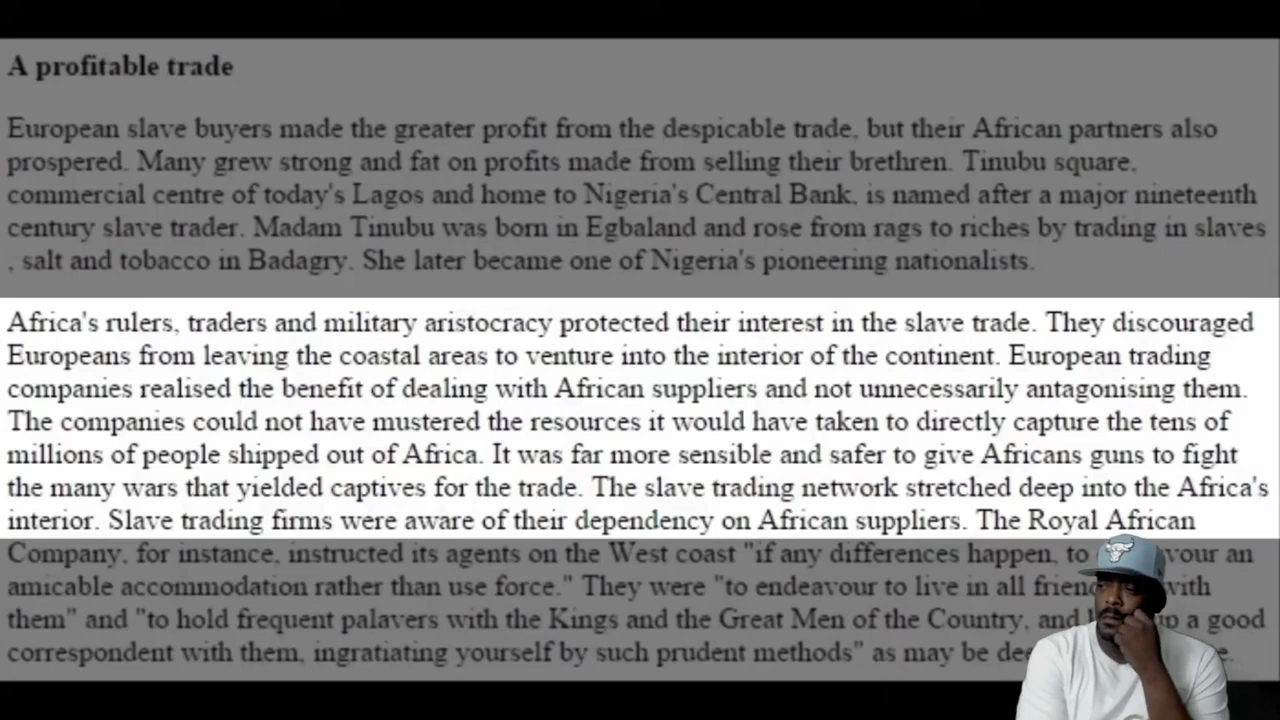 A profitable trade
European slave buyers made the greater profit from the despicable trade, but their African partners also
prospered. Many grew strong and fat on profits made from selling their brethren. Tinubu square,
commercial centre of today's Lagos and home to Nigeria's Central Bank, is named after a major nineteenth
century slave trader. Madam Tinubu was born in Egbaland and rose from rags to riches by trading in slaves
, salt and tobacco in Badagry. She later became one of Nigeria's pioneering nationalists.
Africa's rulers, traders and military aristocracy protected their interest in the slave trade. They discouraged
Europeans from leaving the coastal areas to venture into the interior of the continent. European trading
companies realised the benefit of dealing with African suppliers and not unnecessarily antagonising them.
The companies could not have mustered the resources it would have taken to directly capture the tens of
millions of people shipped out of Africa. It was far more sensible and safer to give Africans guns to fight
the many wars that yielded captives for the trade. The slave trading network stretched deep into the Africa's
interior. Slave trading firms were aware of their dependency on African suppliers. The Royal African
Company, for instance, instructed its agents on the West coast "if any differences happen, to vour an
amicable accommodation rather than use force." They were "to endeavour to live in all with
them" and "to hold frequent palavers with the Kings and the Great Men of the Country, and up a good
correspondent with them, ingratiating yourself by such prudent methods" as may be